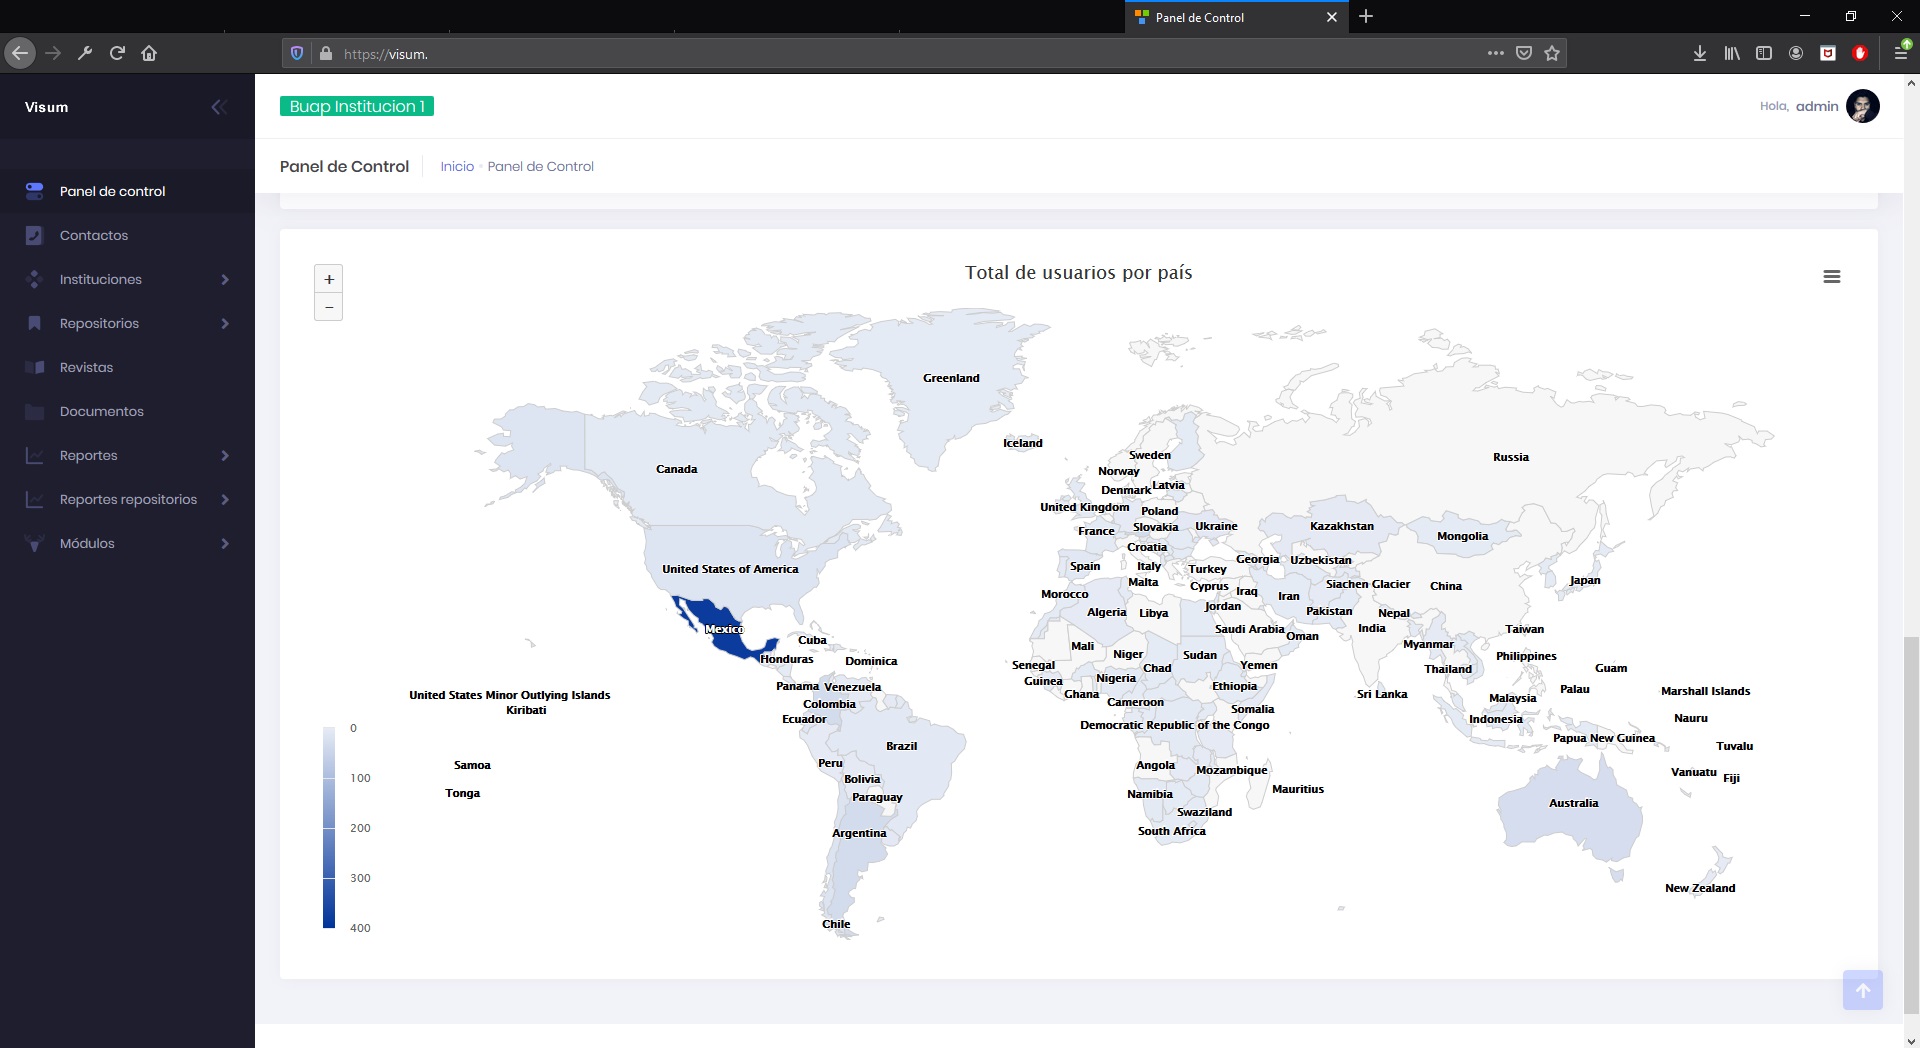 Panel de Control
https://visum.
Visum
Buap Institucion 1
Hola, admin
Panel de Control
Inicio • Panel de Control
Panel de control
Contactos
Instituciones
Repositorios
Revistas
Documentos
Reportes
Reportes repositorios
Módulos
+
−
Total de usuarios por país
Greenland
Iceland
Canada
Sweden
Russia
Norway
Denmark
Latvia
United Kingdom
Poland
France
Slovakia
Ukraine
Kazakhstan
Mongolia
Croatia
United States of America
Spain
Italy
Turkey
Georgia
Uzbekistan
Malta
Cyprus
Iraq
Iran
Siachen Glacier
China
Japan
Morocco
Algeria
Libya
Jordan
Pakistan
Nepal
Mexico
Cuba
Saudi Arabia
Oman
India
Taiwan
Honduras
Dominica
Mali
Niger
Sudan
Myanmar
Philippines
Senegal
Chad
Yemen
Thailand
Guam
Panama
Venezuela
Guinea
Nigeria
Ethiopia
Palau
Marshall Islands
United States Minor Outlying Islands
Kiribati
Colombia
Ghana
Cameroon
Somalia
Sri Lanka
Malaysia
Ecuador
Democratic Republic of the Congo
Indonesia
Nauru
Papua New Guinea
Brazil
Tuvalu
Samoa
Peru
Angola
Mozambique
Vanuatu
Fiji
Tonga
Bolivia
Paraguay
Namibia
Mauritius
Australia
Swaziland
Argentina
South Africa
New Zealand
Chile
0
100
200
300
400